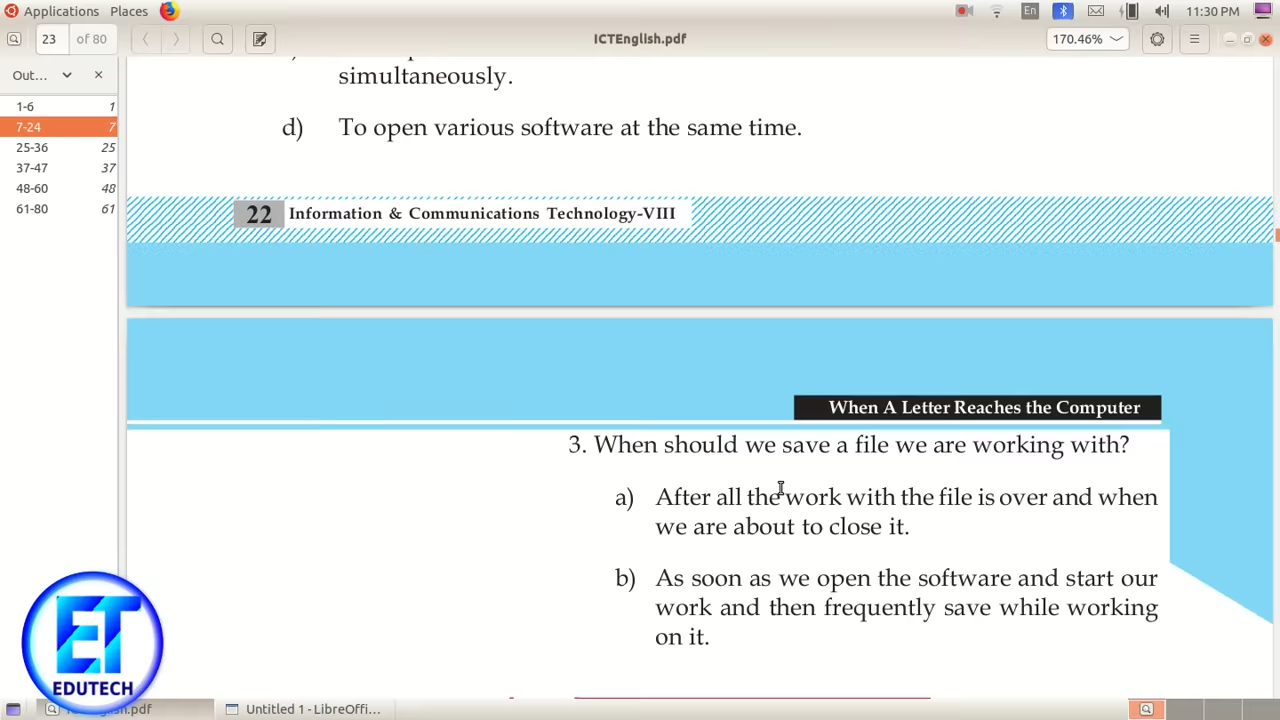 Applications Places En 11:30 PM
23 of 80 ICTEnglish.pdf 170.46%
Out...
1-6 1
7-24 7
25-36 25
37-47 37
48-60 48
61-80 61
simultaneously.
d) To open various software at the same time.
22 Information & Communications Technology-VIII
When A Letter Reaches the Computer
3. When should we save a file we are working with?
a) After all the work with the file is over and when
we are about to close it.
b) As soon as we open the software and start our
work and then frequently save while working
on it.
ET
EDUTECH
Untitled 1 - LibreOffi...